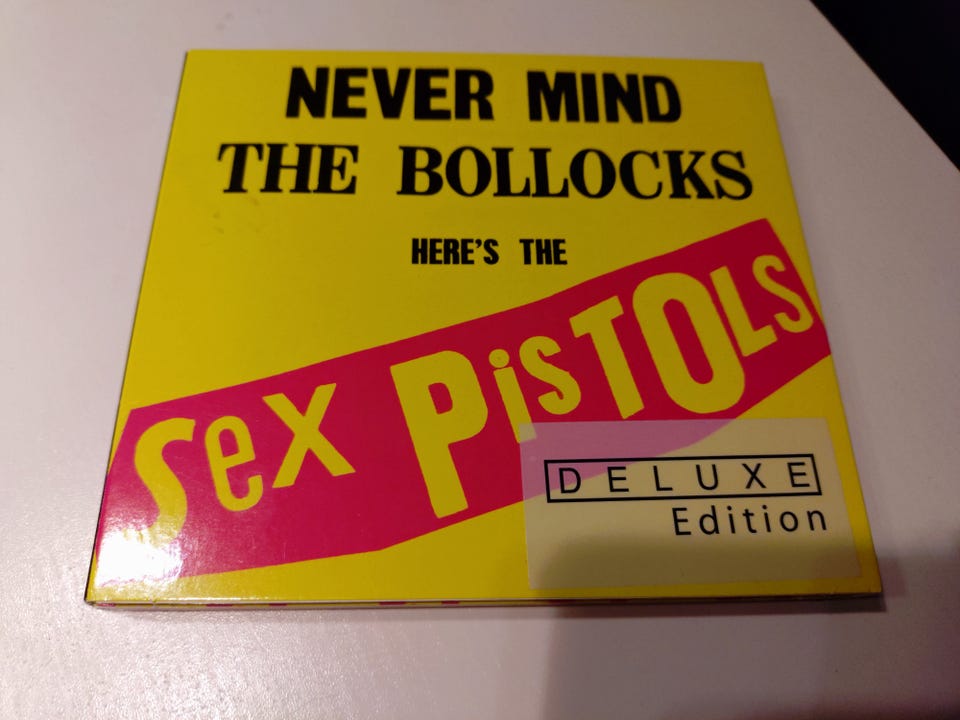 NEVER MIND
THE BOLLOCKS
HERE'S THE
Sex PisTOLs
DELUXE
Edition